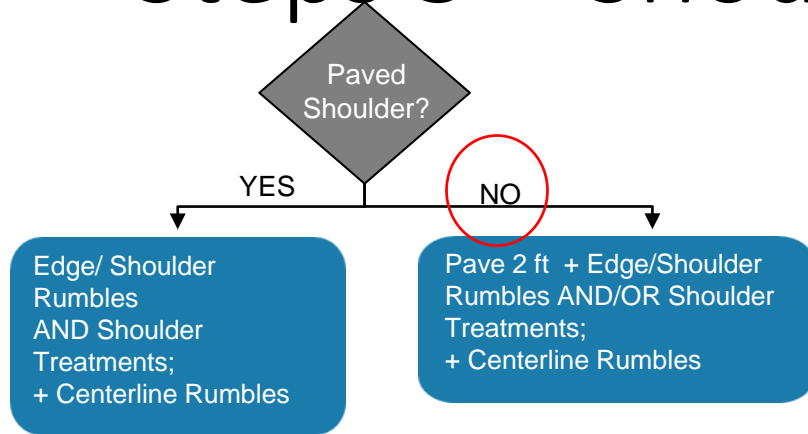 Paved
Shoulder?
YES
NO
Edge/ Shoulder
Rumbles
AND Shoulder
Treatments;
+ Centerline Rumbles
Pave 2 ft + Edge/Shoulder
Rumbles AND/OR Shoulder
Treatments;
+ Centerline Rumbles